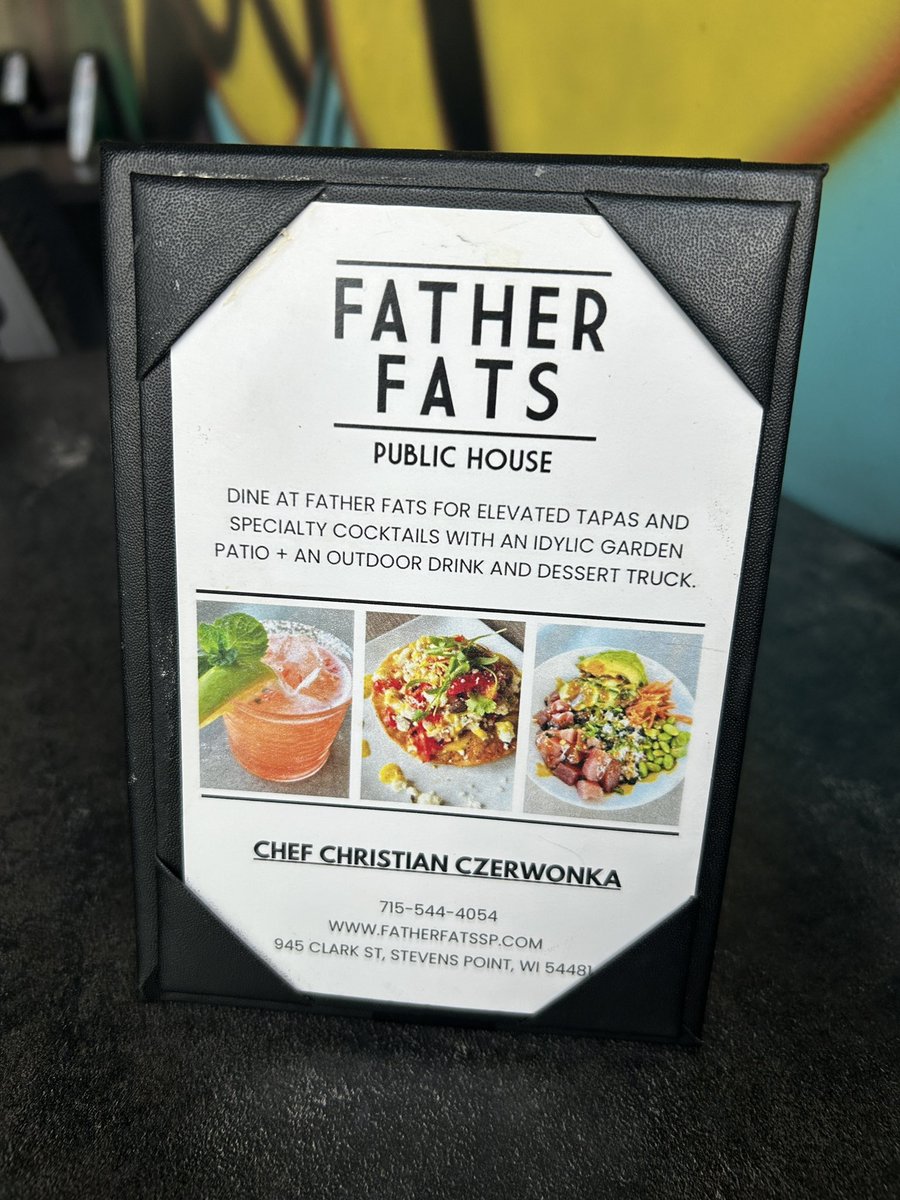 FATHER
FATS
PUBLIC HOUSE
DINE AT FATHER FATS FOR ELEVATED TAPAS AND
SPECIALTY COCKTAILS WITH AN IDYLIC GARDEN
PATIO + AN OUTDOOR DRINK AND DESSERT TRUCK.
CHEF CHRISTIAN CZERWONKA
715-544-4054
WWW.FATHERFATSSP.COM
945 CLARK ST, STEVENS POINT, WI 54481